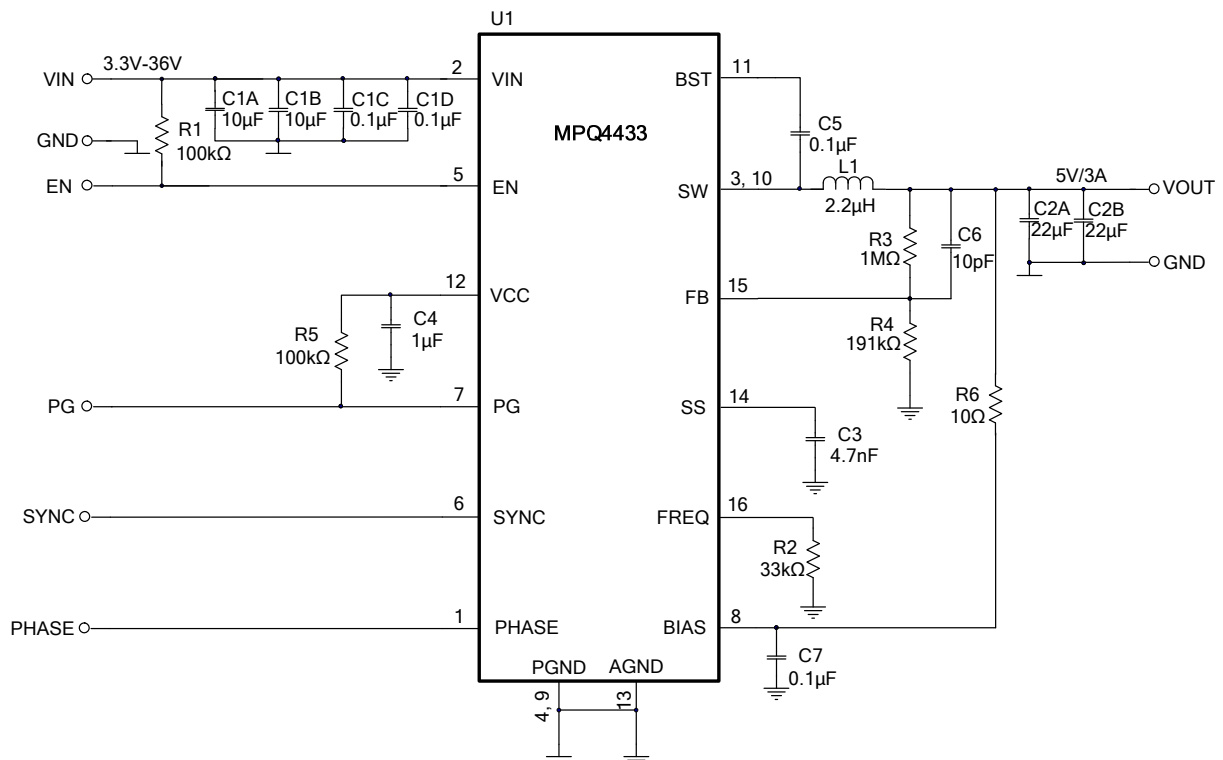 U1
3.3V-36V
VIN
2
VIN
C1A
10µF
C1B
10µF
C1C
0.1µF
C1D
0.1µF
GND
R1
100kΩ
EN
5
EN
MPQ4433
BST
11
C5
0.1µF
SW
3, 10
L1
2.2µH
5V/3A
VOUT
C2A
22µF
C2B
22µF
GND
R3
1MΩ
C6
10pF
12
VCC
FB
15
C4
1µF
R5
100kΩ
R4
191kΩ
PG
7
PG
SS
14
C3
4.7nF
R6
10Ω
SYNC
6
SYNC
FREQ
16
R2
33kΩ
PHASE
1
PHASE
BIAS
8
C7
0.1µF
PGND
AGND
4, 9
13